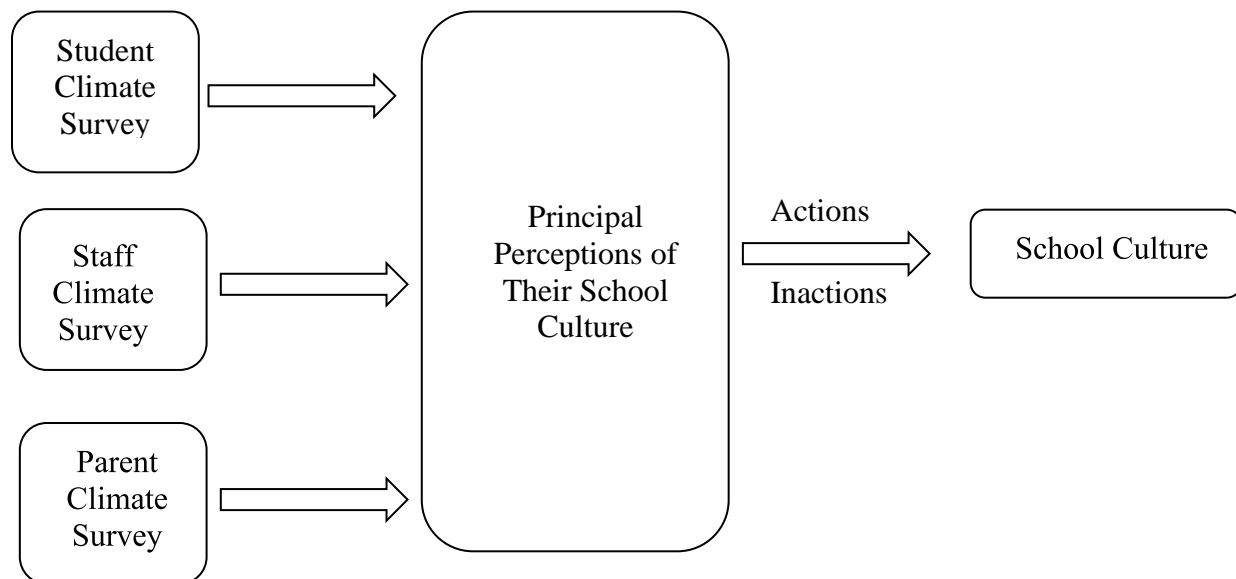 Student
Climate
Survey
Staff
Climate
Survey
Parent
Climate
Survey
Principal
Perceptions of
Their School
Culture
Actions
Inactions
School Culture